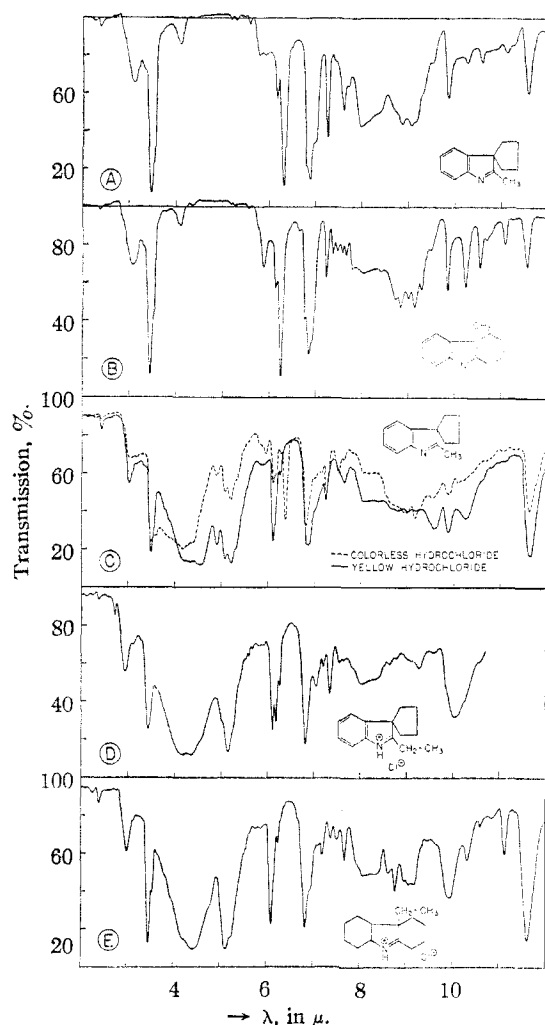 60
20
A
N
CH₃
80
40
B
CH₃
100
60
20
C
N
CH₃
COLORLESS HYDROCHLORIDE
YELLOW HYDROCHLORIDE
Transmission, %.
80
40
D
⊕
N
H
CH₂-CH₃
Cl⊖
100
60
20
E
CH₂-CH₃
⊕
N
H
Cl⊖
4 6 8 10
→ λ, in μ.